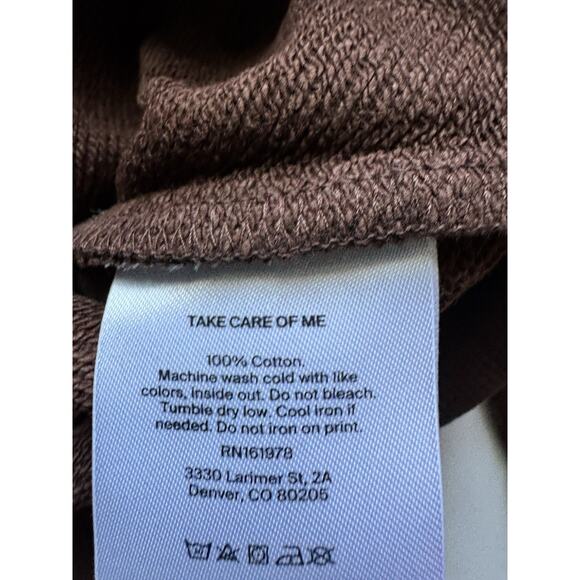 TAKE CARE OF ME
100% Cotton.
Machine wash cold with like
colors, inside out. Do not bleach.
Tumble dry low. Cool iron if
needed. Do not iron on print.
RN161978
3330 Larimer St, 2A
Denver, CO 80205